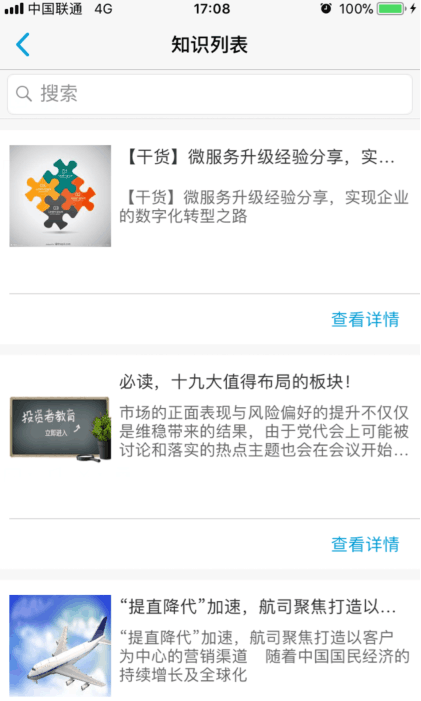 中国联通 4G 17:08 100%
知识列表
搜索
【干货】微服务升级经验分享，实…
【干货】微服务升级经验分享，实现企业
的数字化转型之路
查看详情
必读，十九大值得布局的板块！
投资者教育
立即进入
市场的正面表现与风险偏好的提升不仅仅
是维稳带来的结果，由于党代会上可能被
讨论和落实的热点主题也会在会议开始…
查看详情
“提直降代”加速，航司聚焦打造以…
“提直降代”加速，航司聚焦打造以客户
为中心的营销渠道　随着中国国民经济的
持续增长及全球化